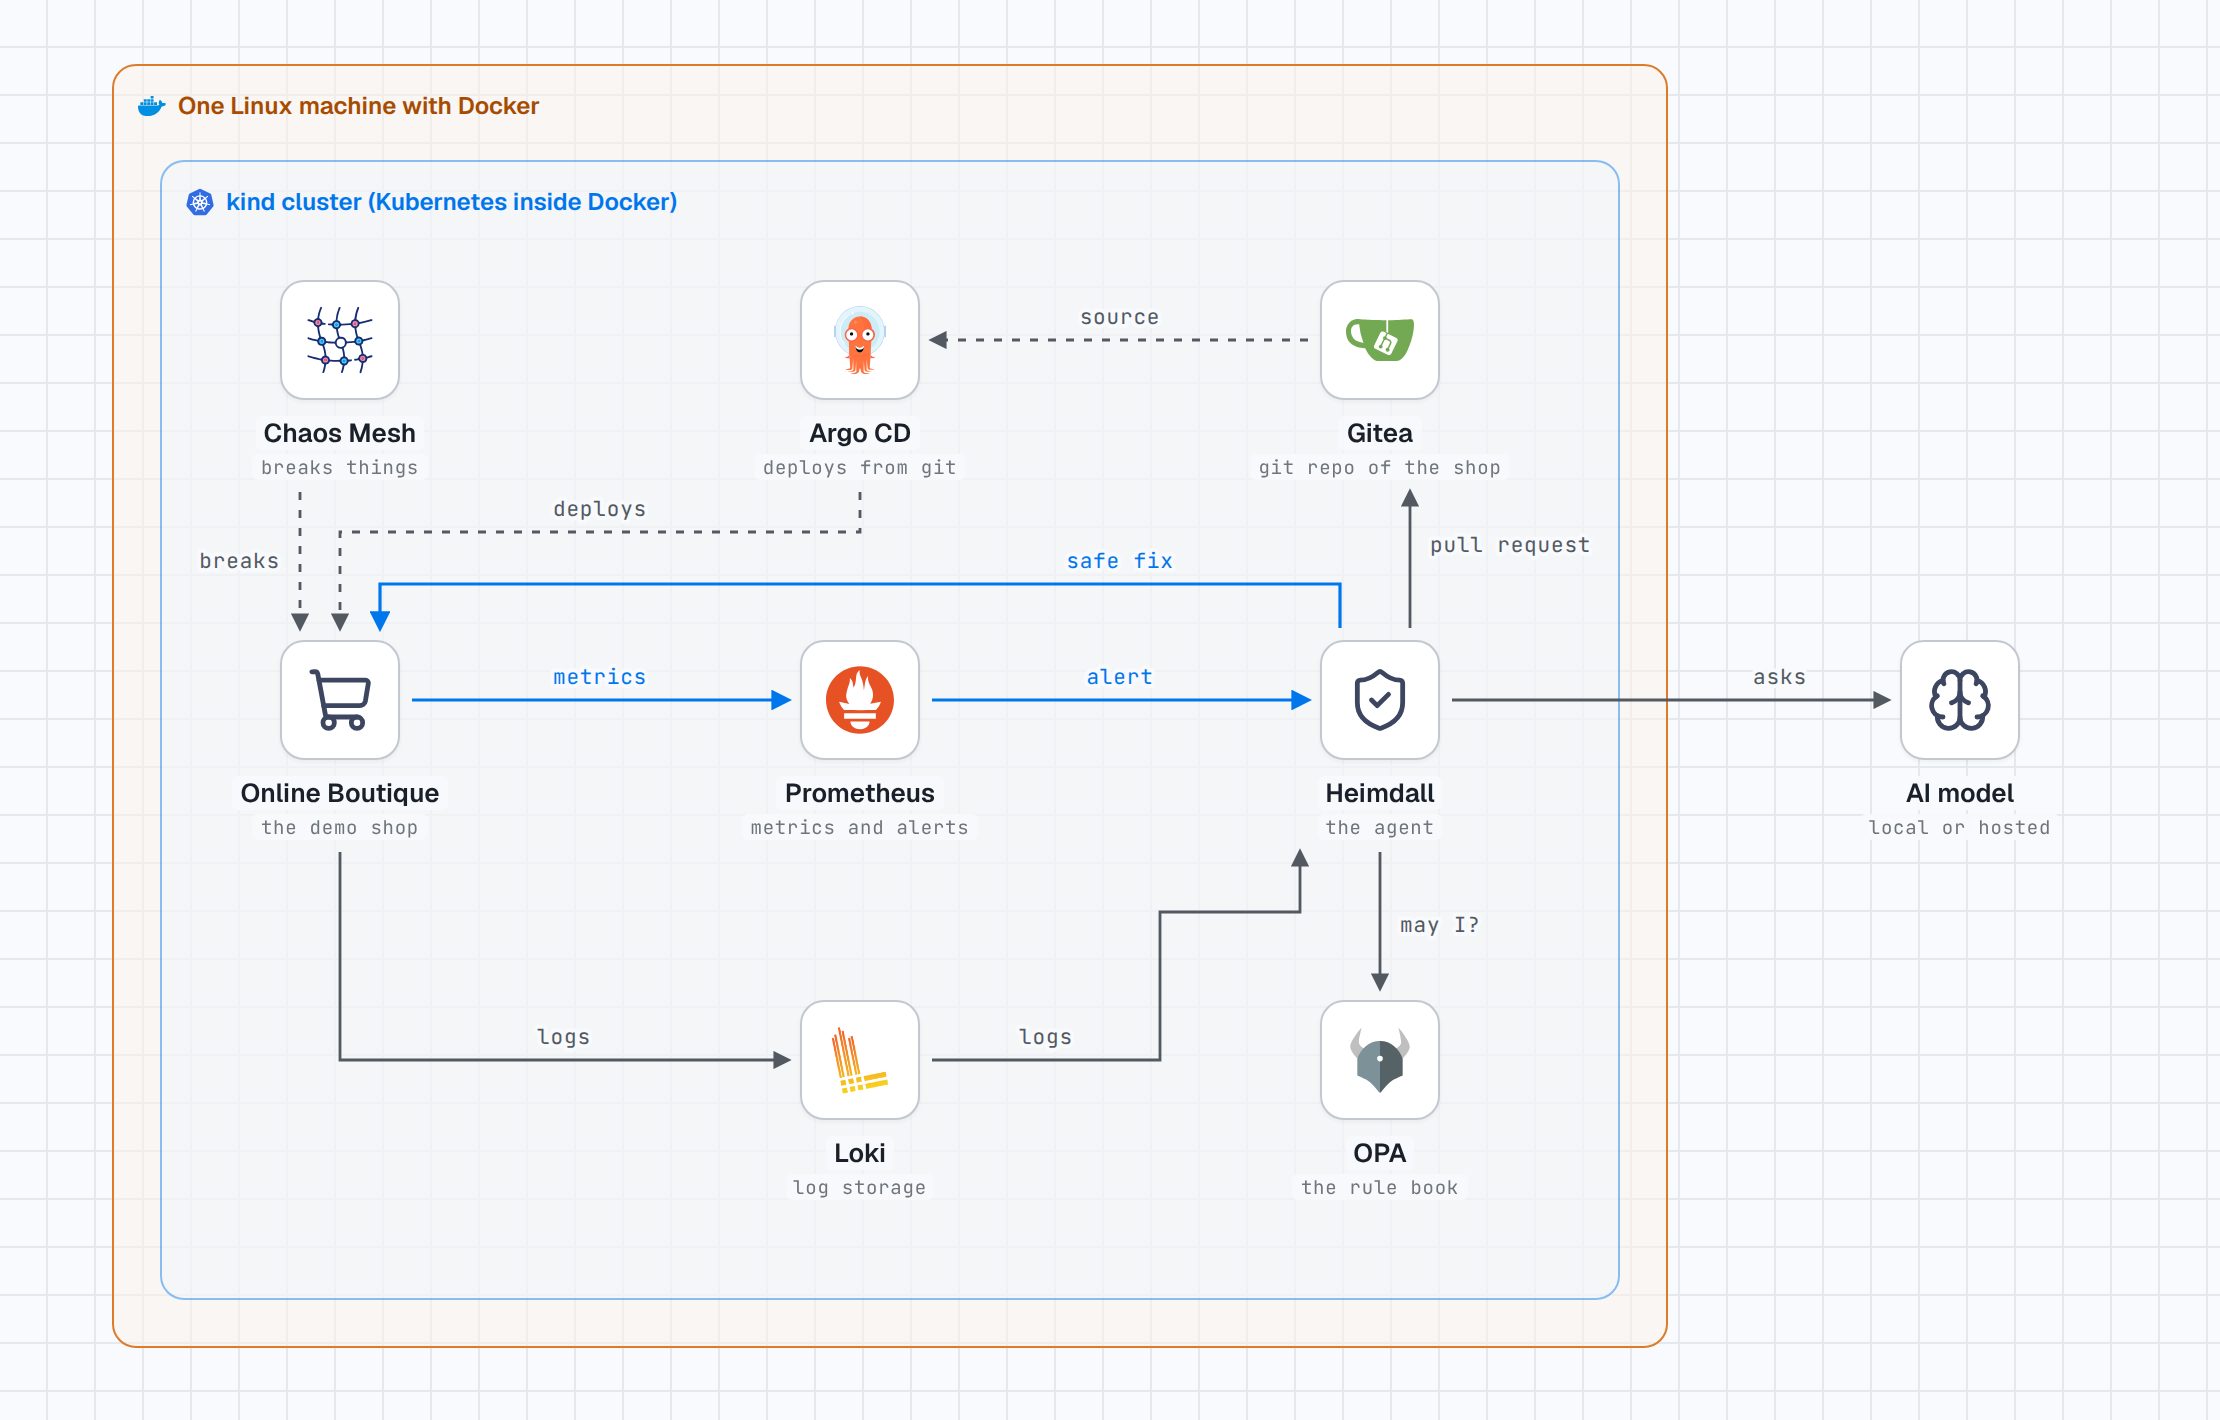 One Linux machine with Docker
kind cluster (Kubernetes inside Docker)
source
Chaos Mesh
breaks things
Argo CD
deploys from git
Gitea
git repo of the shop
deploys
breaks
safe fix
pull request
metrics
alert
asks
Online Boutique
the demo shop
Prometheus
metrics and alerts
Heimdall
the agent
AI model
local or hosted
may I?
logs
logs
Loki
log storage
OPA
the rule book